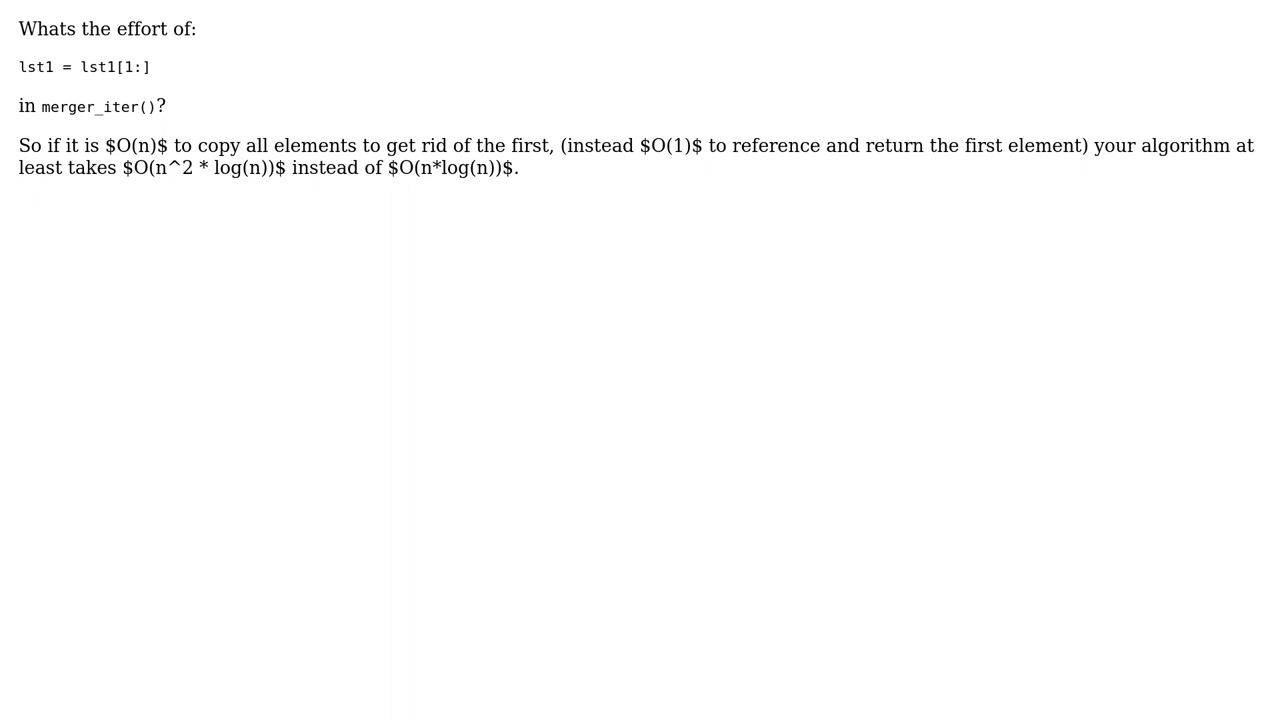 Whats the effort of:
lst1 = lst1[1:]
in merger_iter()?
So if it is $O(n)$ to copy all elements to get rid of the first, (instead $O(1)$ to reference and return the first element) your algorithm at
least takes $O(n^2 * log(n))$ instead of $O(n*log(n))$.